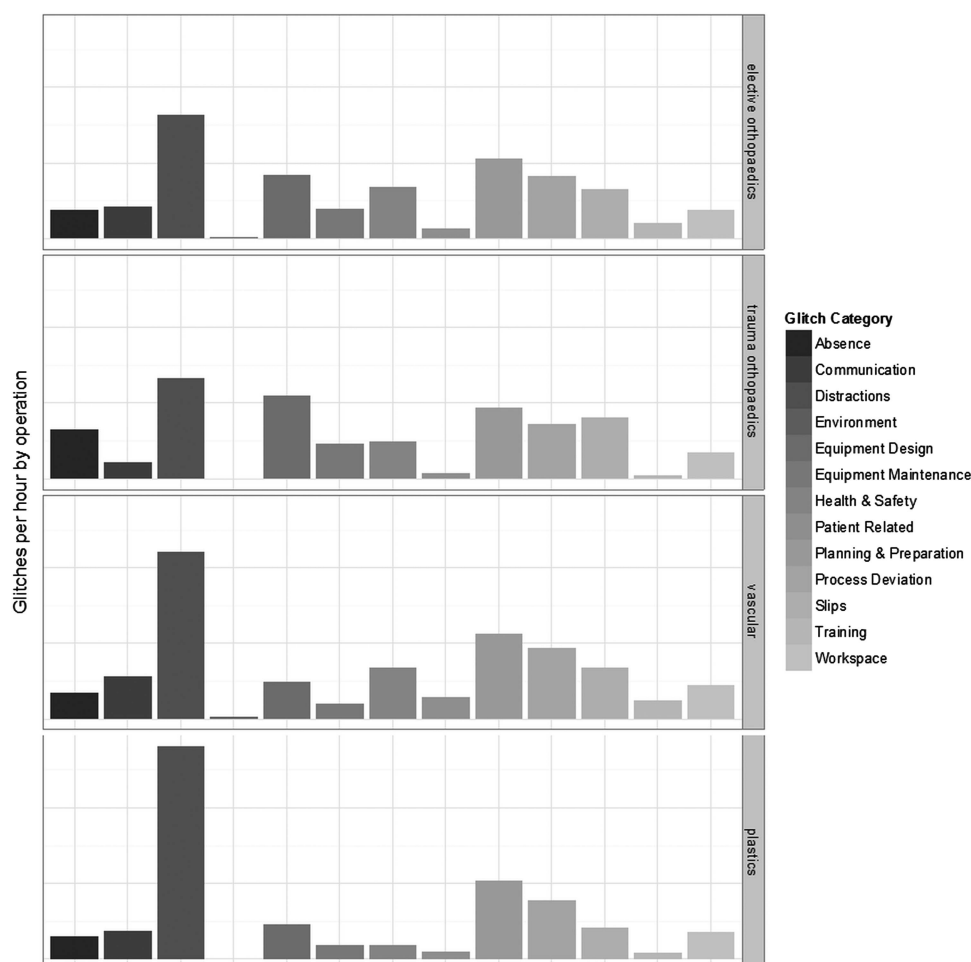 Glitches per hour by operation
elective orthopaedics
trauma orthopaedics
vascular
plastics
Glitch Category
Absence
Communication
Distractions
Environment
Equipment Design
Equipment Maintenance
Health & Safety
Patient Related
Planning & Preparation
Process Deviation
Slips
Training
Workspace